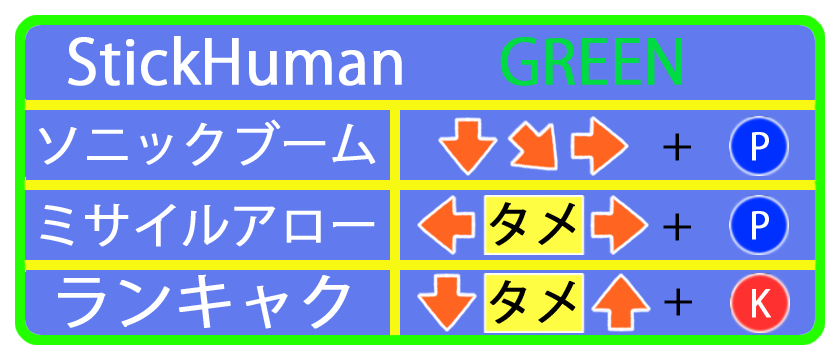 StickHuman GREEN
ソニックブーム ⬇ ↘ ➡ + P
ミサイルアロー ⬅ タメ ➡ + P
ランキャク ⬇ タメ ⬆ + K